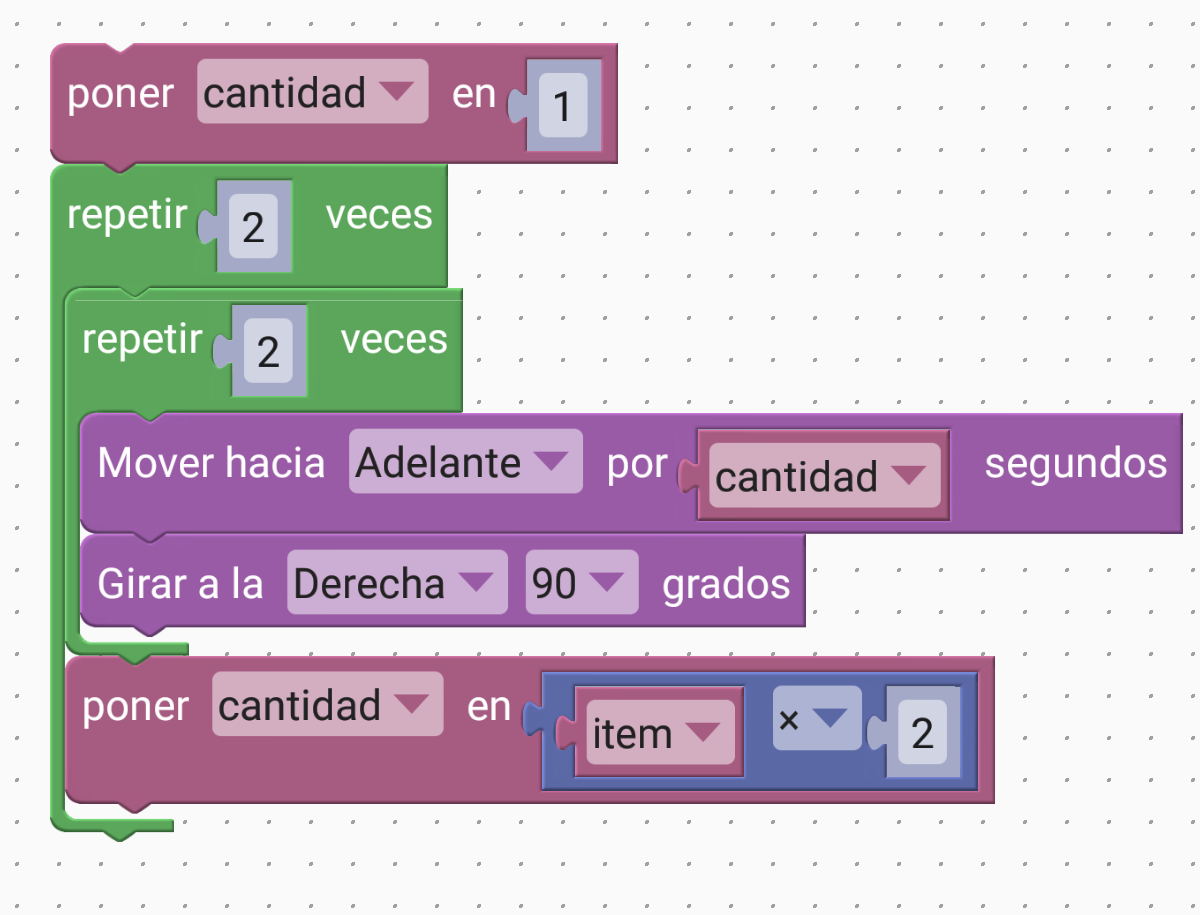 poner cantidad en 1
repetir 2 veces
repetir 2 veces
Mover hacia Adelante por cantidad segundos
Girar a la Derecha 90 grados
poner cantidad en item × 2